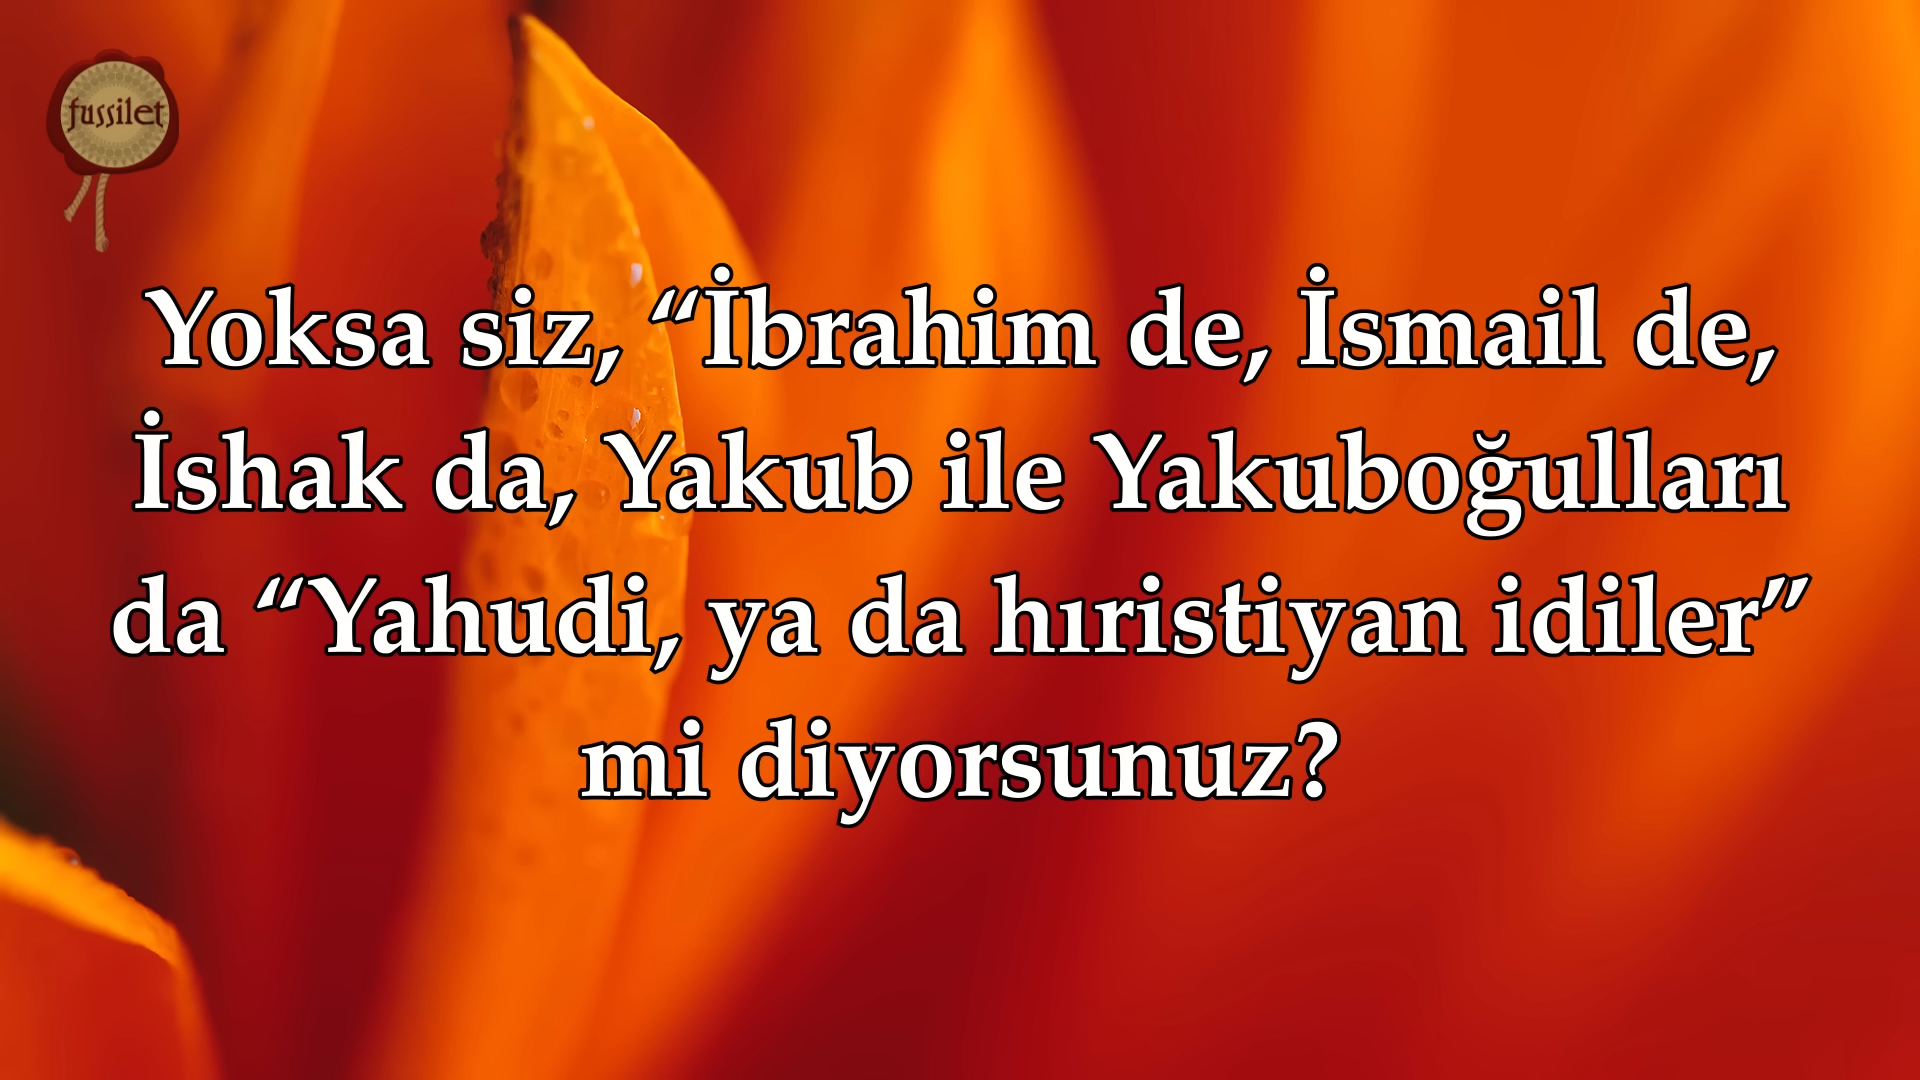 fussilet
Yoksa siz, “İbrahim de, İsmail de,
İshak da, Yakub ile Yakuboğulları
da “Yahudi, ya da hıristiyan idiler”
mi diyorsunuz?